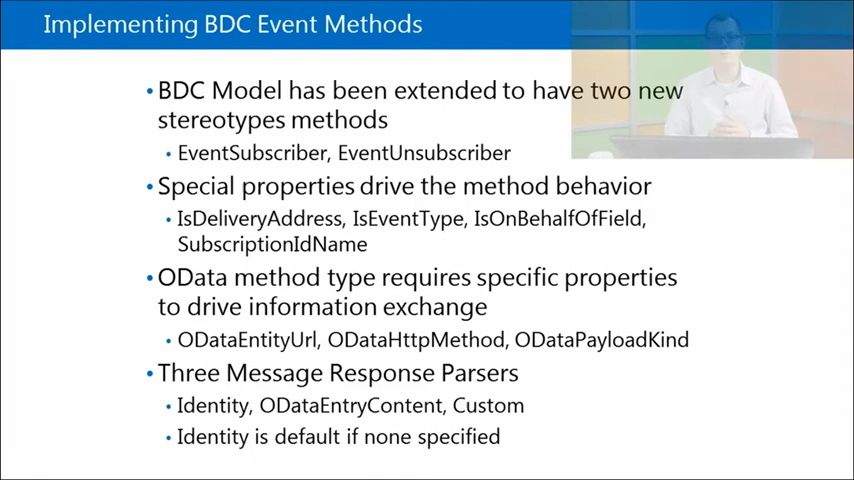 Implementing BDC Event Methods
• BDC Model has been extended to have two new
stereotypes methods
• EventSubscriber, EventUnsubscriber
• Special properties drive the method behavior
• IsDeliveryAddress, IsEventType, IsOnBehalfOfField,
SubscriptionIdName
• OData method type requires specific properties
to drive information exchange
• ODataEntityUrl, ODataHttpMethod, ODataPayloadKind
• Three Message Response Parsers
• Identity, ODataEntryContent, Custom
• Identity is default if none specified